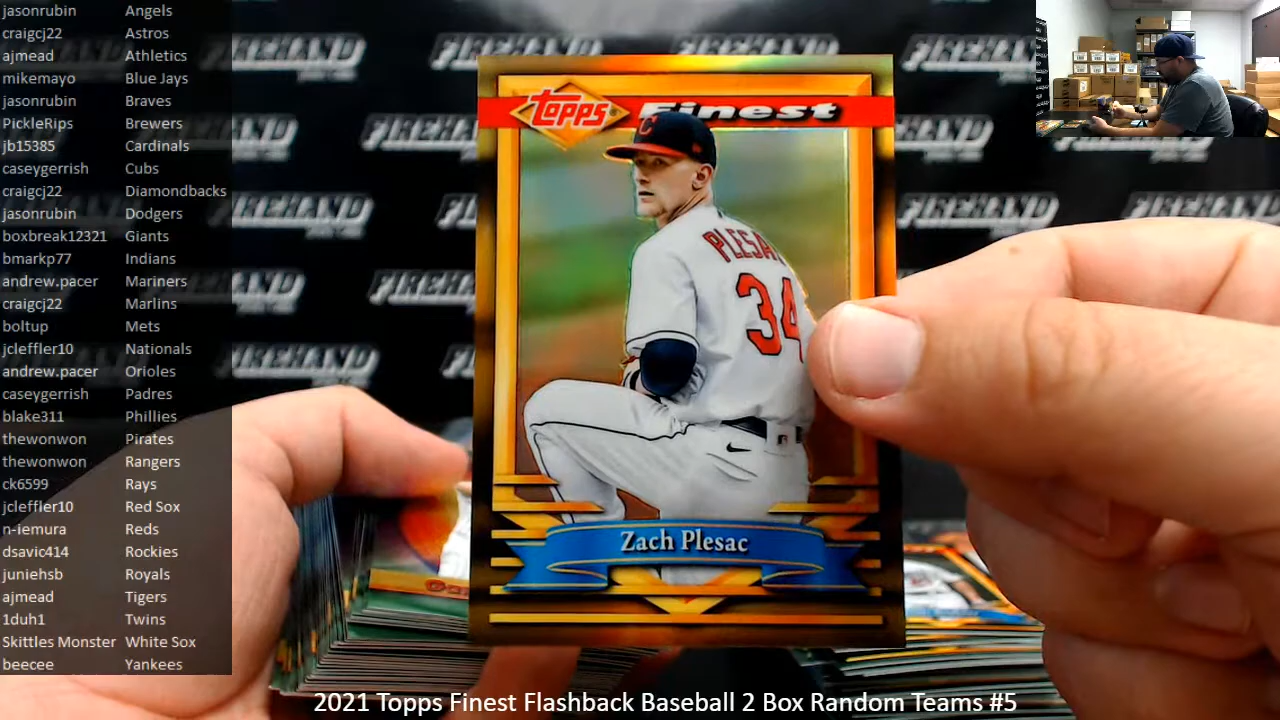 jasonrubin Angels
craigcj22 Astros
ajmead Athletics
mikemayo Blue Jays
jasonrubin Braves
PickleRips Brewers
jb15385 Cardinals
caseygerrish Cubs
craigcj22 Diamondbacks
jasonrubin Dodgers
boxbreak12321 Giants
bmarkp77 Indians
andrew.pacer Mariners
craigcj22 Marlins
boltup Mets
jcleffler10 Nationals
andrew.pacer Orioles
caseygerrish Padres
blake311 Phillies
thewonwon Pirates
thewonwon Rangers
ck6599 Rays
jcleffler10 Red Sox
n-iemura Reds
dsavic414 Rockies
juniehsb Royals
ajmead Tigers
1duh1 Twins
Skittles Monster White Sox
beecee Yankees
FIREHAND
Topps Finest
C
PLESA
34
Zach Plesac
2021 Topps Finest Flashback Baseball 2 Box Random Teams #5